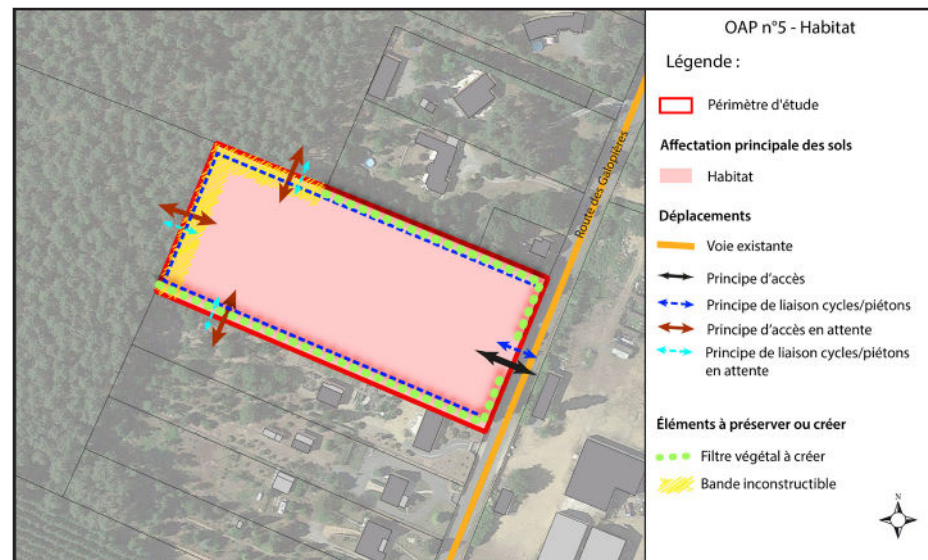 OAP n°5 - Habitat
Légende :
Périmètre d'étude
Affectation principale des sols
Habitat
Déplacements
Voie existante
Principe d'accès
Principe de liaison cycles/piétons
Principe d'accès en attente
Principe de liaison cycles/piétons
en attente
Éléments à préserver ou créer
Filtre végétal à créer
Bande inconstructible
N
Route des Galopières